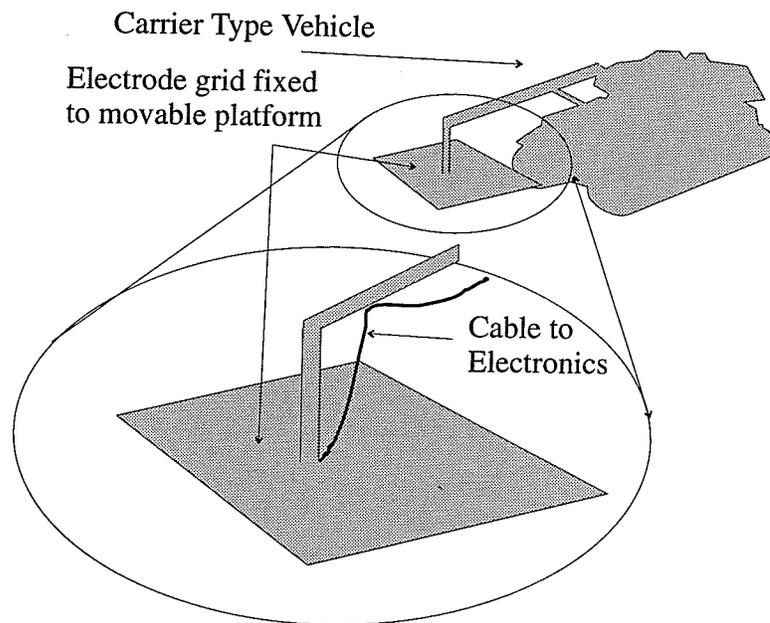 Carrier Type Vehicle
Electrode grid fixed
to movable platform
Cable to
Electronics